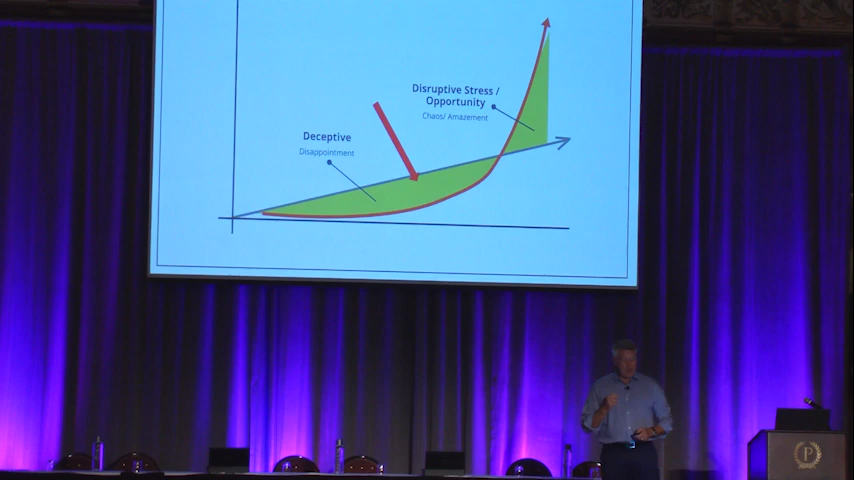 Disruptive Stress /
Opportunity
Chaos/ Amazement
Deceptive
Disappointment
P